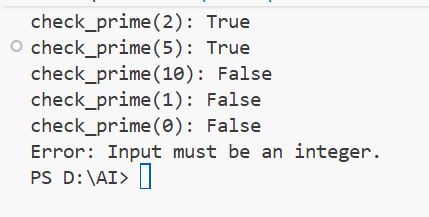 check_prime(2): True
check_prime(5): True
check_prime(10): False
check_prime(1): False
check_prime(0): False
Error: Input must be an integer.
PS D:\AI>